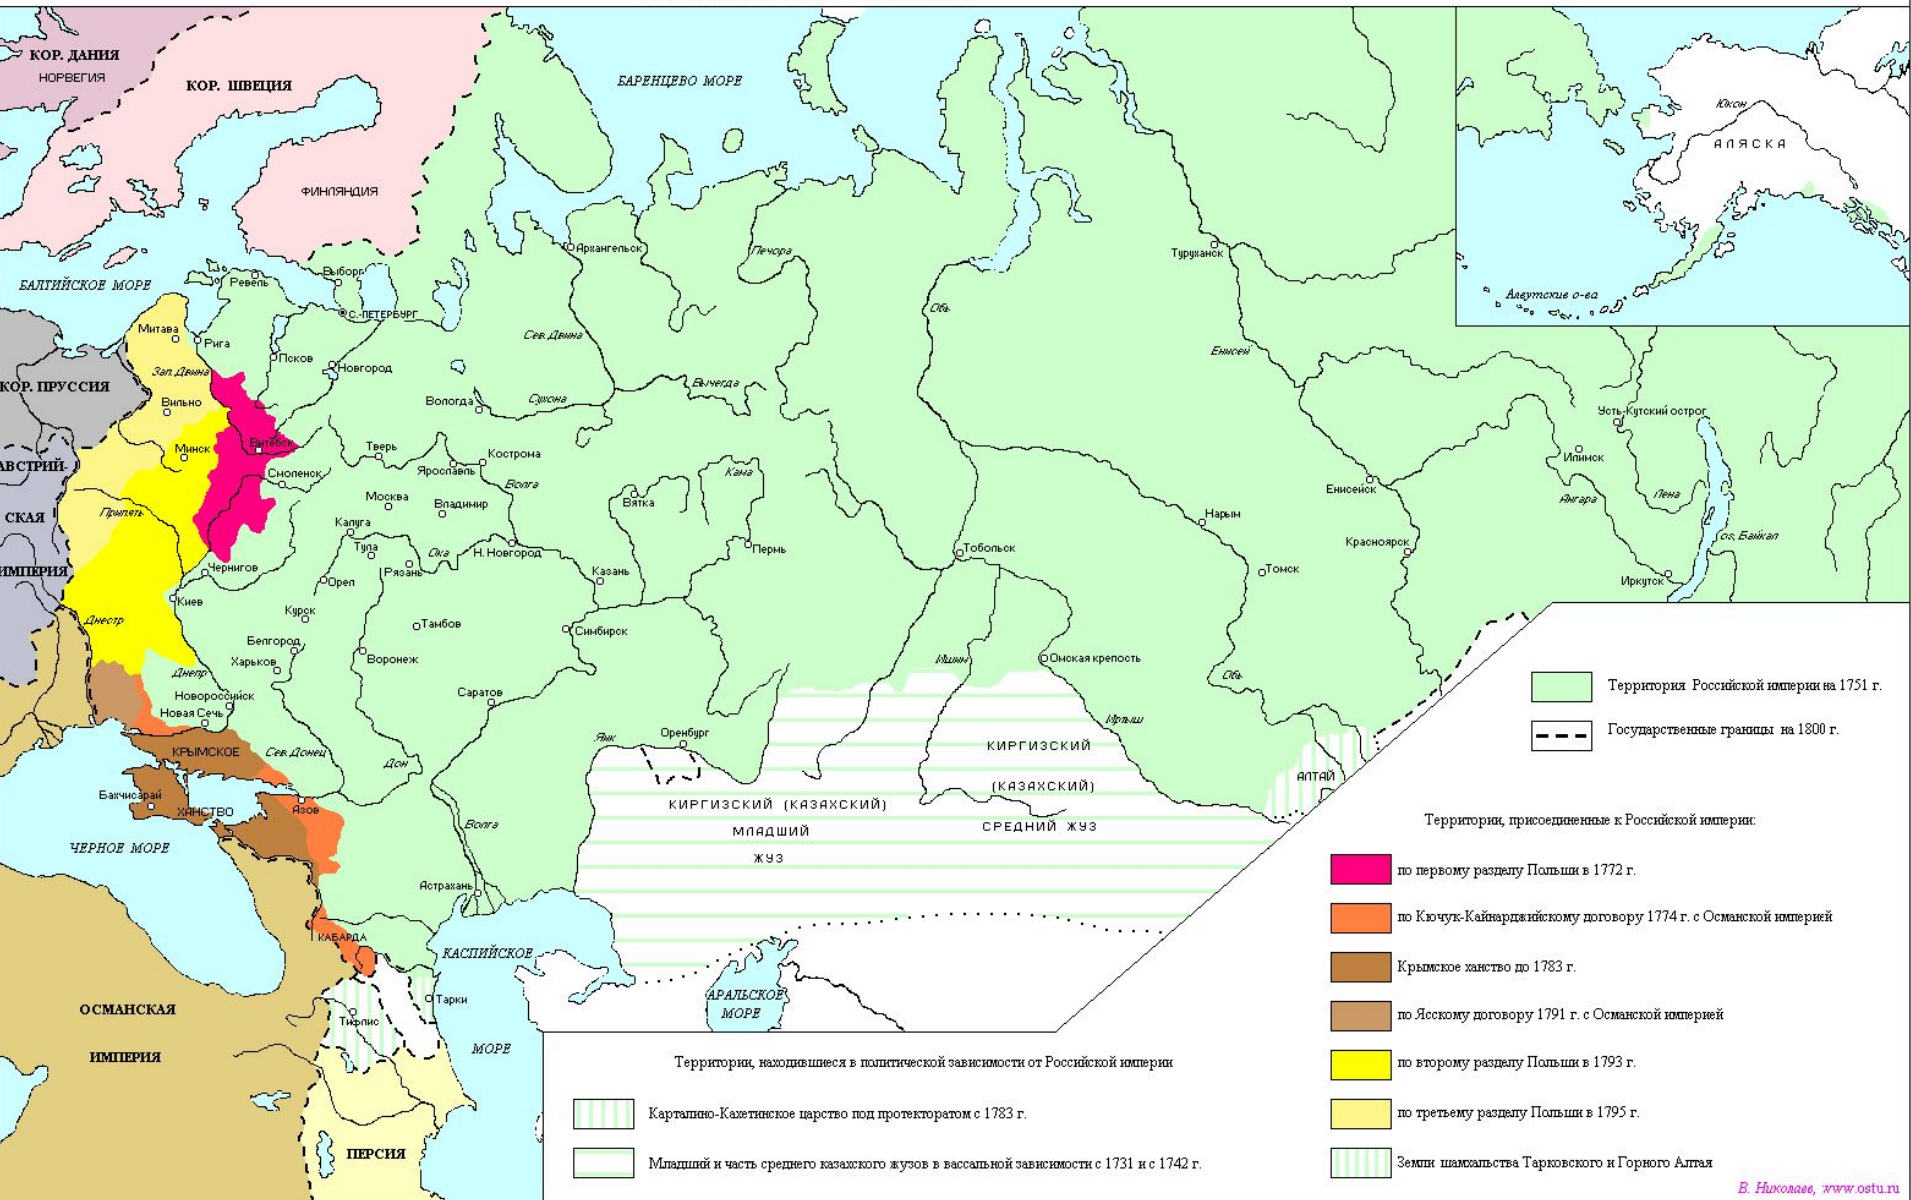 КОР. ДАНИЯ
НОРВЕГИЯ
КОР. ШВЕЦИЯ
ФИНЛЯНДИЯ
БАРЕНЦЕВО МОРЕ
Юкон
АЛЯСКА
Алеутские о-ва
БАЛТИЙСКОЕ МОРЕ
Ревель
Выборг
С.-ПЕТЕРБУРГ
Архангельск
Печора
Туруханск
Митава
Рига
Псков
Новгород
Сев. Двина
Обь
Енисей
КОР. ПРУССИЯ
Зап. Двина
Вильно
Вологда
Сухона
Вычегда
Усть-Кутский острог
Минск
Витебск
Тверь
Ярославль
Кострома
Илимск
АВСТРИЙ-
СКАЯ
ИМПЕРИЯ
Смоленск
Волга
Кама
Енисейск
Ангара
Лена
Припять
Москва
Владимир
Вятка
Нарым
Калуга
Тула
Ока
Н. Новгород
Пермь
Тобольск
Красноярск
оз. Байкал
Чернигов
Орел
Рязань
Казань
Томск
Иркутск
Киев
Курск
Днестр
Тамбов
Симбирск
Белгород
Харьков
Воронеж
Ишим
Омская крепость
Днепр
Обь
Новороссийск
Новая Сечь
Саратов
Иртыш
КРЫМСКОЕ
Сев. Донец
Дон
Яик
Оренбург
КИРГИЗСКИЙ
(КАЗАХСКИЙ)
СРЕДНИЙ ЖУЗ
АЛТАЙ
Бахчисарай
ХАНСТВО
Азов
Волга
КИРГИЗСКИЙ (КАЗАХСКИЙ)
МЛАДШИЙ
ЖУЗ
ЧЕРНОЕ МОРЕ
Астрахань
КАБАРДА
КАСПИЙСКОЕ
МОРЕ
АРАЛЬСКОЕ
МОРЕ
Тарки
Тифлис
ОСМАНСКАЯ
ИМПЕРИЯ
ПЕРСИЯ
Территория Российской империи на 1751 г.
Государственные границы на 1800 г.
Территории, присоединенные к Российской империи:
по первому разделу Польши в 1772 г.
по Кючук-Кайнарджийскому договору 1774 г. с Османской империей
Крымское ханство до 1783 г.
по Ясскому договору 1791 г. с Османской империей
по второму разделу Польши в 1793 г.
по третьему разделу Польши в 1795 г.
Земли шамхальства Тарковского и Горного Алтая
Территории, находившиеся в политической зависимости от Российской империи
Карталино-Кахетинское царство под протекторатом с 1783 г.
Младший и часть среднего казахского жузов в вассальной зависимости с 1731 и с 1742 г.
В. Николаев, www.ostu.ru